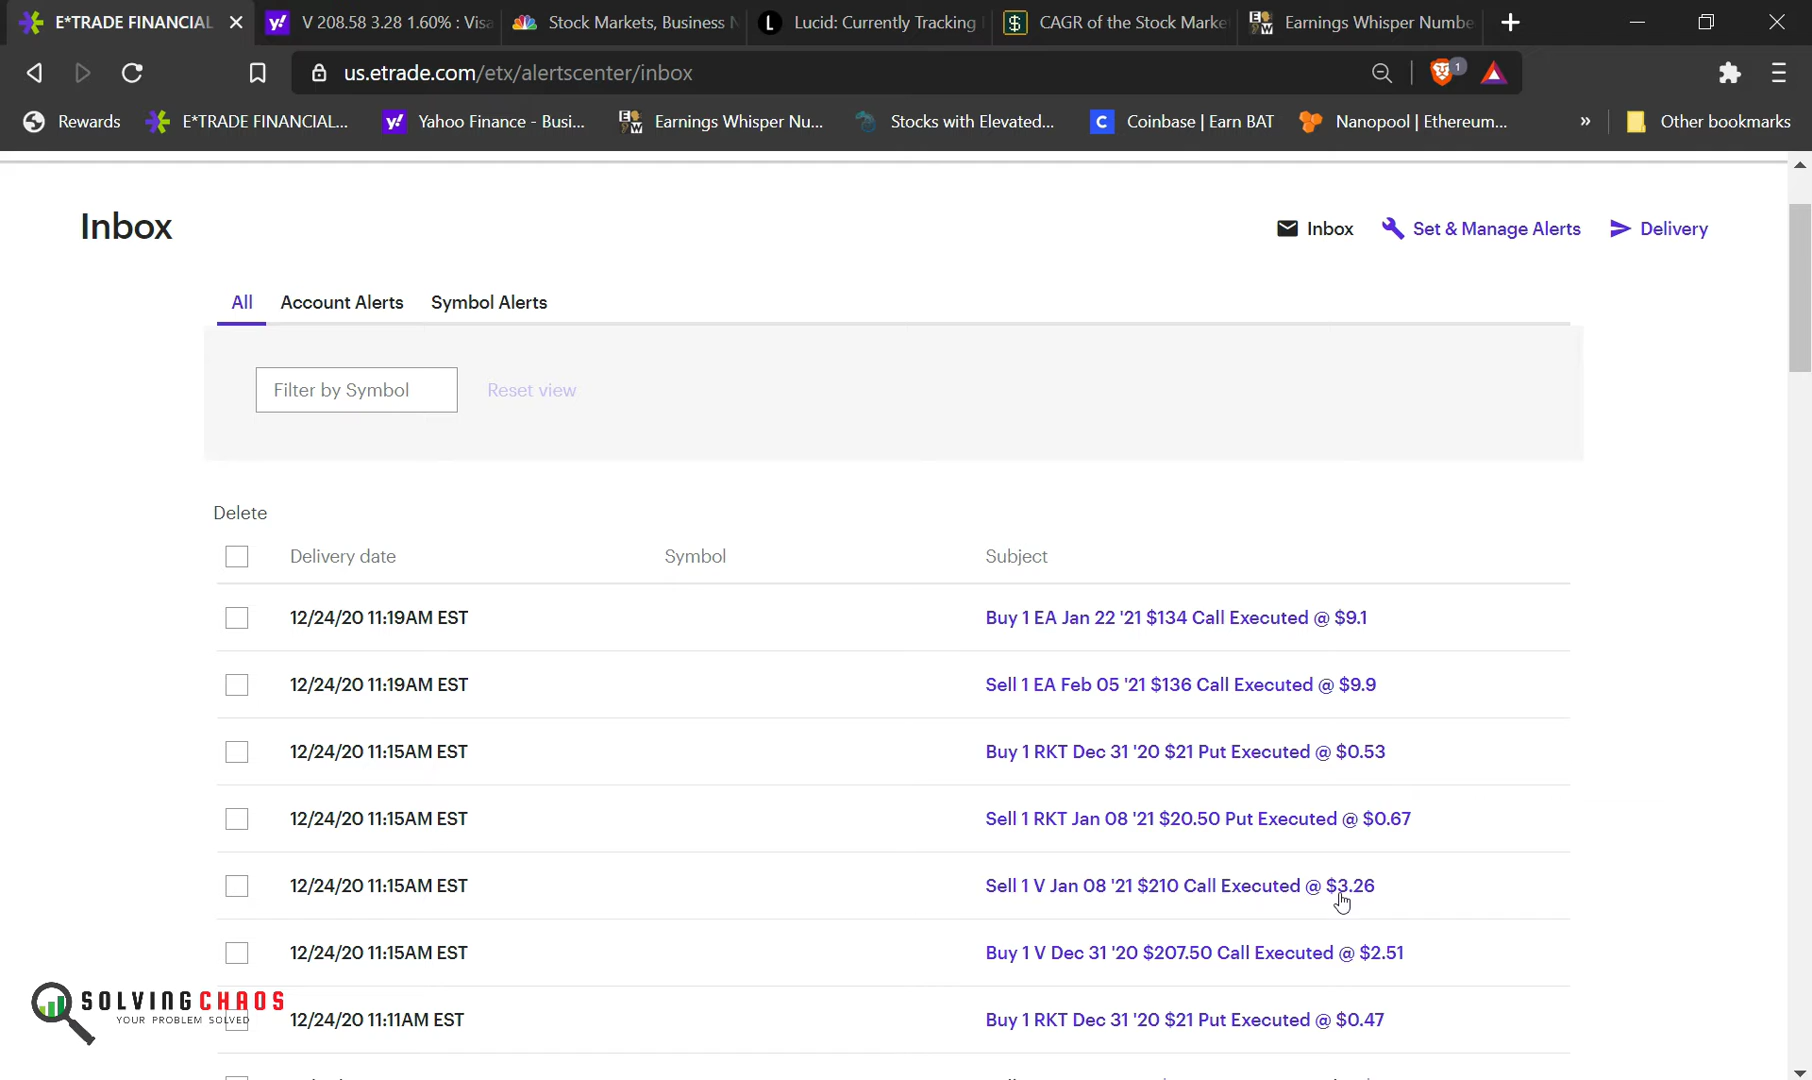 E*TRADE FINANCIAL
V 208.58 3.28 1.60% : Visa
Stock Markets, Business N
Lucid: Currently Tracking
CAGR of the Stock Marke
Earnings Whisper Numbe
us.etrade.com/etx/alertscenter/inbox
1
Rewards
E*TRADE FINANCIAL...
Yahoo Finance - Busi...
Earnings Whisper Nu...
Stocks with Elevated...
Coinbase | Earn BAT
Nanopool | Ethereum...
»
Other bookmarks
Inbox
Inbox
Set & Manage Alerts
Delivery
All
Account Alerts
Symbol Alerts
Filter by Symbol
Reset view
Delete
Delivery date Symbol Subject
12/24/20 11:19AM EST Buy 1 EA Jan 22 '21 $134 Call Executed @ $9.1
12/24/20 11:19AM EST Sell 1 EA Feb 05 '21 $136 Call Executed @ $9.9
12/24/20 11:15AM EST Buy 1 RKT Dec 31 '20 $21 Put Executed @ $0.53
12/24/20 11:15AM EST Sell 1 RKT Jan 08 '21 $20.50 Put Executed @ $0.67
12/24/20 11:15AM EST Sell 1 V Jan 08 '21 $210 Call Executed @ $3.26
12/24/20 11:15AM EST Buy 1 V Dec 31 '20 $207.50 Call Executed @ $2.51
12/24/20 11:11AM EST Buy 1 RKT Dec 31 '20 $21 Put Executed @ $0.47
SOLVINGCHAOS
YOUR PROBLEM SOLVED